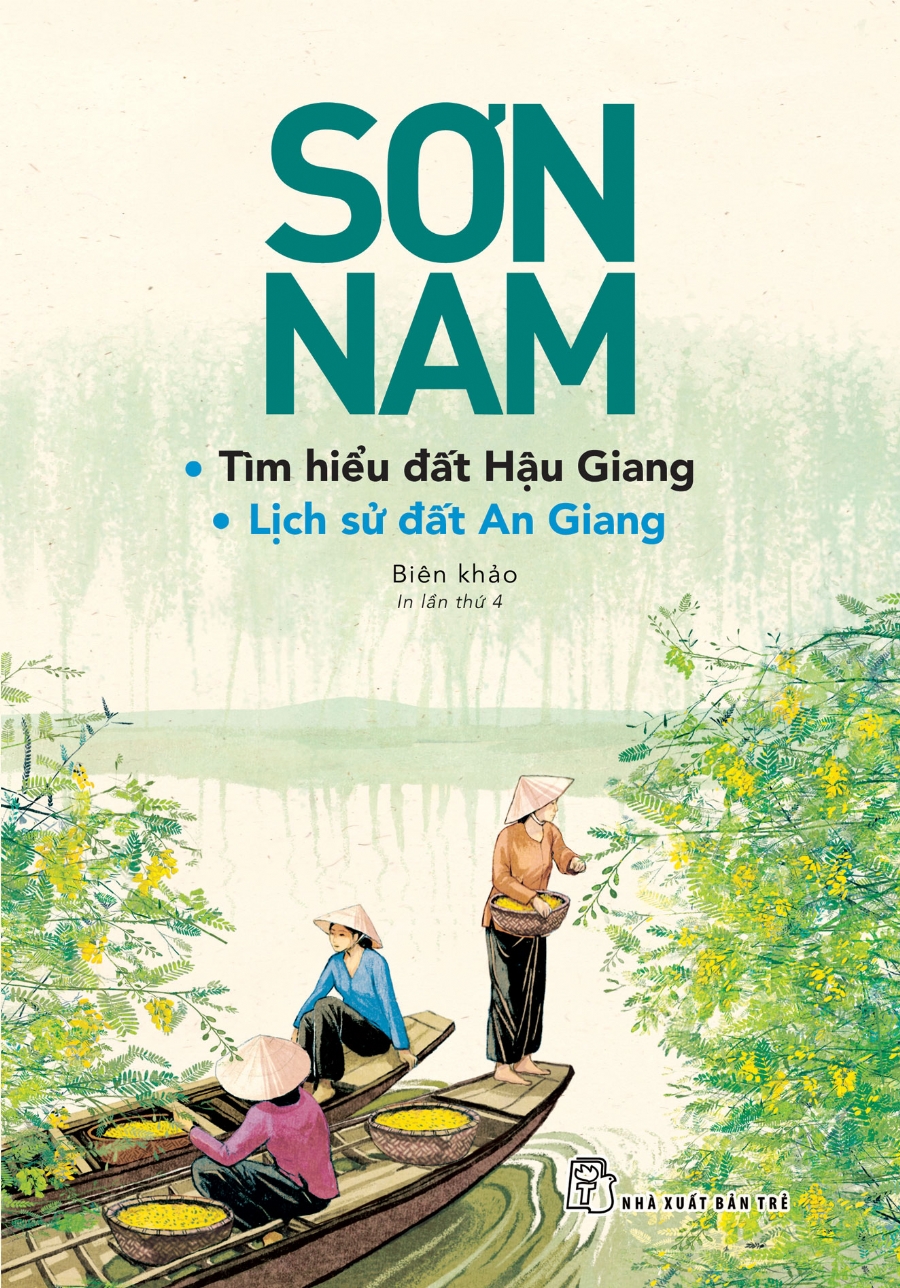 SƠN
NAM
• Tìm hiểu đất Hậu Giang
• Lịch sử đất An Giang
Biên khảo
In lần thứ 4
NHÀ XUẤT BẢN TRẺ